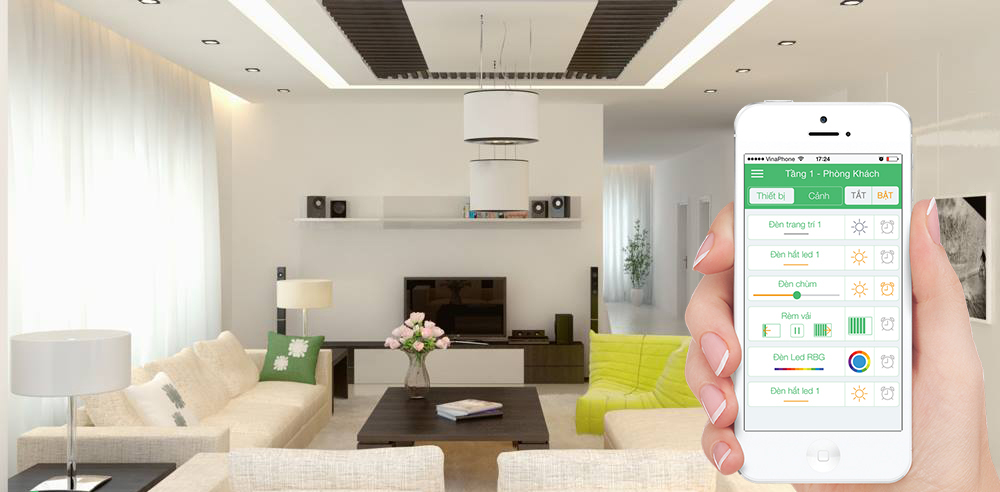 VinaPhone 17:24
Tầng 1 - Phòng Khách
Thiết bị Cảnh TẮT BẬT
Đèn trang trí 1
Đèn hắt led 1
Đèn chùm
Rèm vải
Đèn Led RBG
Đèn hắt led 1